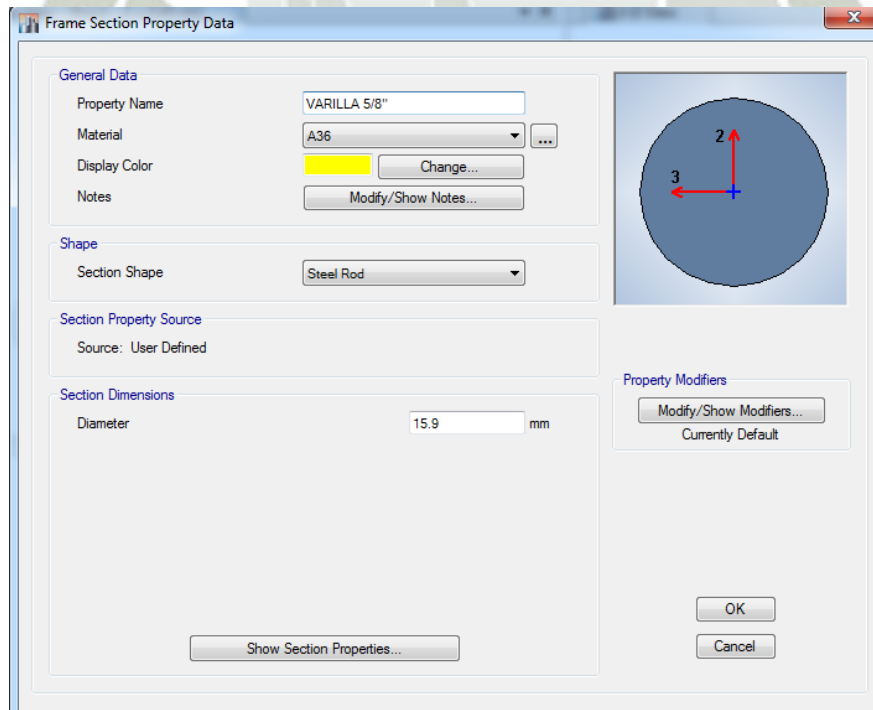 Frame Section Property Data
General Data
Property Name VARILLA 5/8"
Material A36 ...
Display Color Change...
Notes Modify/Show Notes...
2
3
Shape
Section Shape Steel Rod
Section Property Source
Source: User Defined
Section Dimensions
Diameter 15.9 mm
Property Modifiers
Modify/Show Modifiers...
Currently Default
Show Section Properties...
OK
Cancel